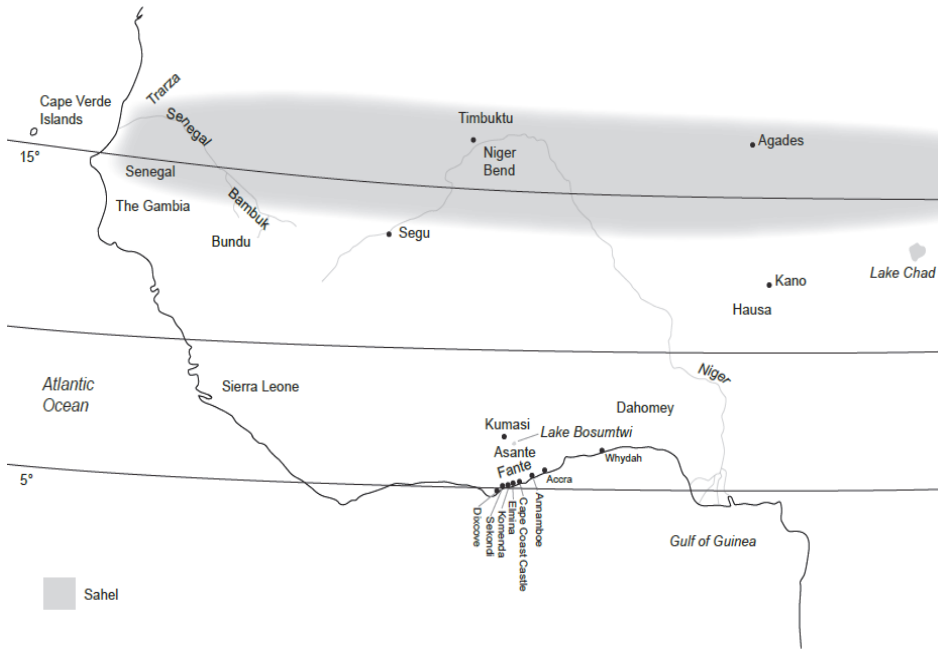 Trarza
Cape Verde
Islands
Senegal
Timbuktu
Agades
15°
Niger
Bend
Senegal
Bambuk
The Gambia
Bundu
Segu
Lake Chad
Kano
Hausa
Niger
Atlantic
Ocean
Sierra Leone
Dahomey
Kumasi
Lake Bosumtwi
Asante
Fante
Whydah
Accra
5°
Dixcove
Sekondi
Komenda
Elmina
Cape Coast Castle
Annamboe
Gulf of Guinea
Sahel